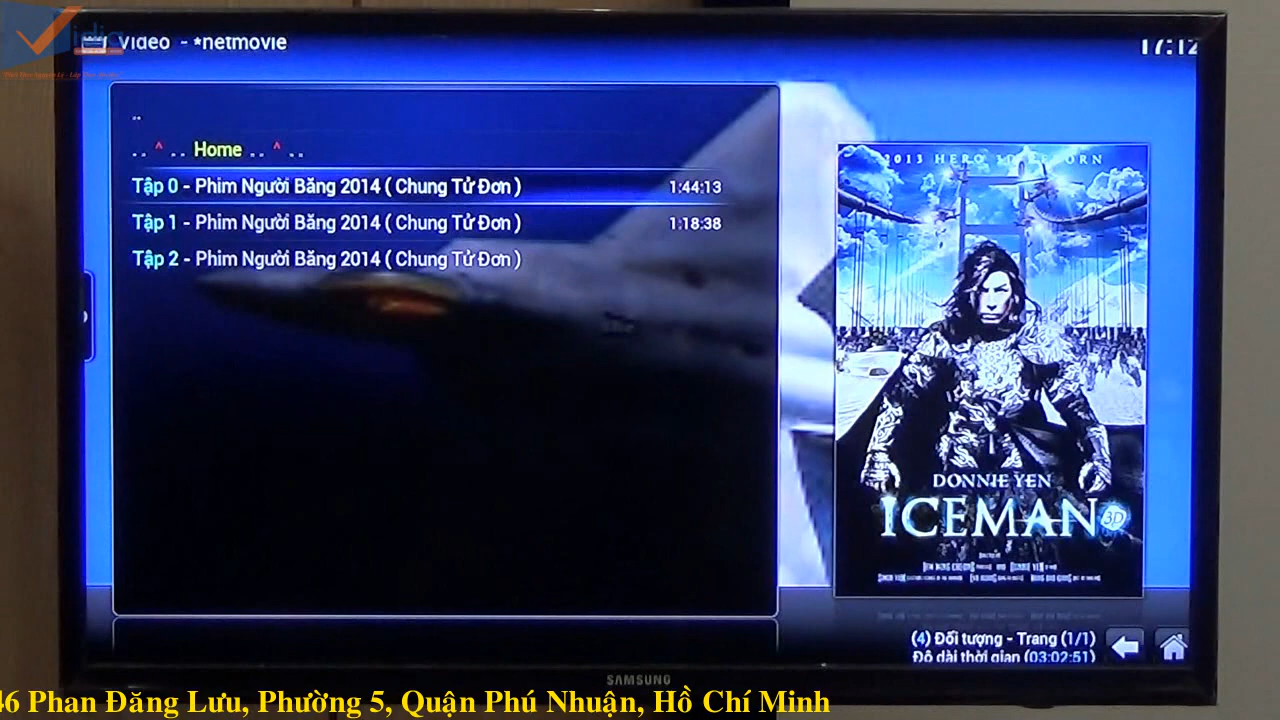 Video - *netmovie
17:12
..
.. ^ .. Home .. ^ ..
Tập 0 - Phim Người Băng 2014 ( Chung Tử Đơn ) 1:44:13
Tập 1 - Phim Người Băng 2014 ( Chung Tử Đơn ) 1:18:38
Tập 2 - Phim Người Băng 2014 ( Chung Tử Đơn )
2013 HERO 3D REBORN
DONNIE YEN
ICEMAN 3D
(4) Đối tượng - Trang (1/1)
Độ dài thời gian (03:02:51)
SAMSUNG
46 Phan Đăng Lưu, Phường 5, Quận Phú Nhuận, Hồ Chí Minh